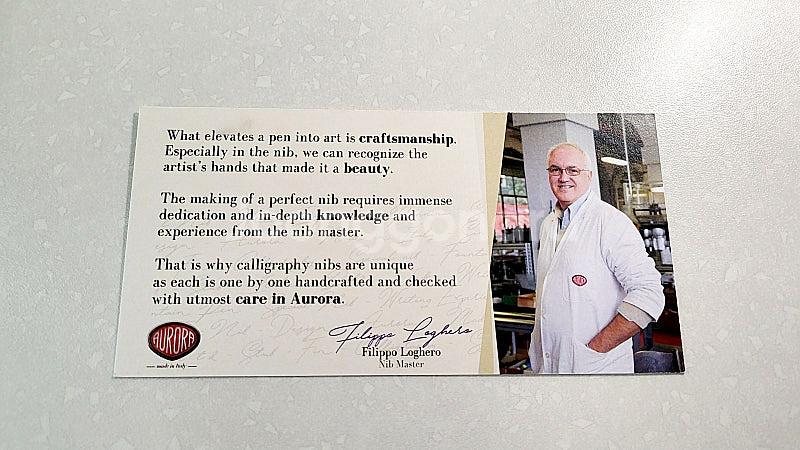 What elevates a pen into art is craftsmanship.
Especially in the nib, we can recognize the
artist's hands that made it a beauty.
The making of a perfect nib requires immense
dedication and in-depth knowledge and
experience from the nib master.
That is why calligraphy nibs are unique
as each is one by one handcrafted and checked
with utmost care in Aurora.
AURORA
made in Italy
Filippo Loghero
Filippo Loghero
Nib Master